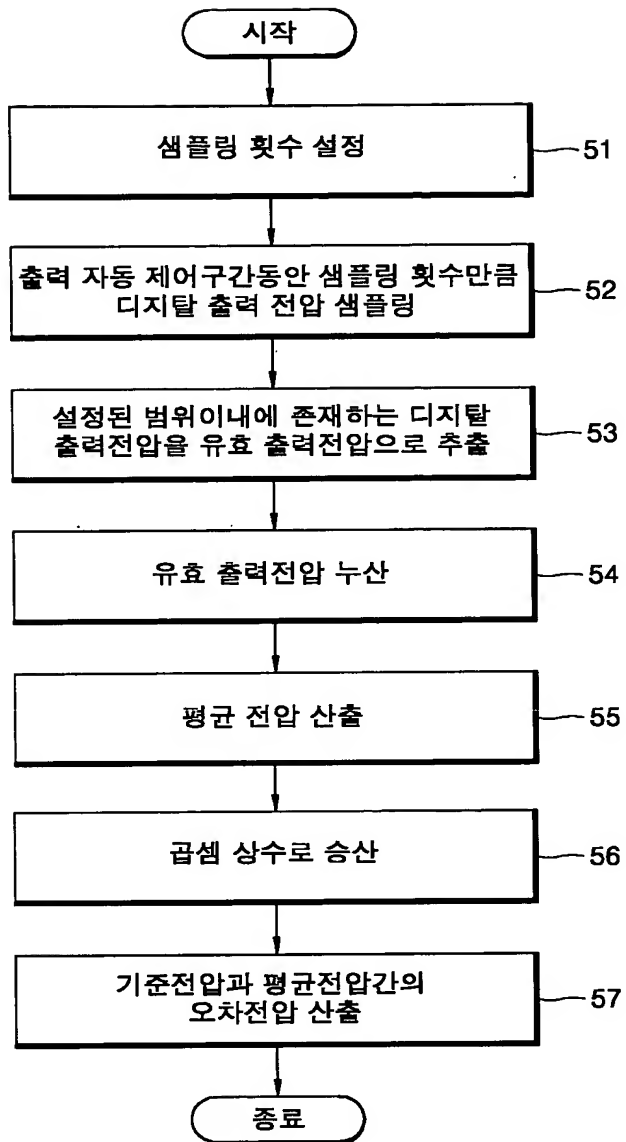 시작
샘플링 횟수 설정
51
출력 자동 제어구간동안 샘플링 횟수만큼
디지탈 출력 전압 샘플링
52
설정된 범위이내에 존재하는 디지탈
출력전압을 유효 출력전압으로 추출
53
유효 출력전압 누산
54
평균 전압 산출
55
곱셈 상수로 승산
56
기준전압과 평균전압간의
오차전압 산출
57
종료